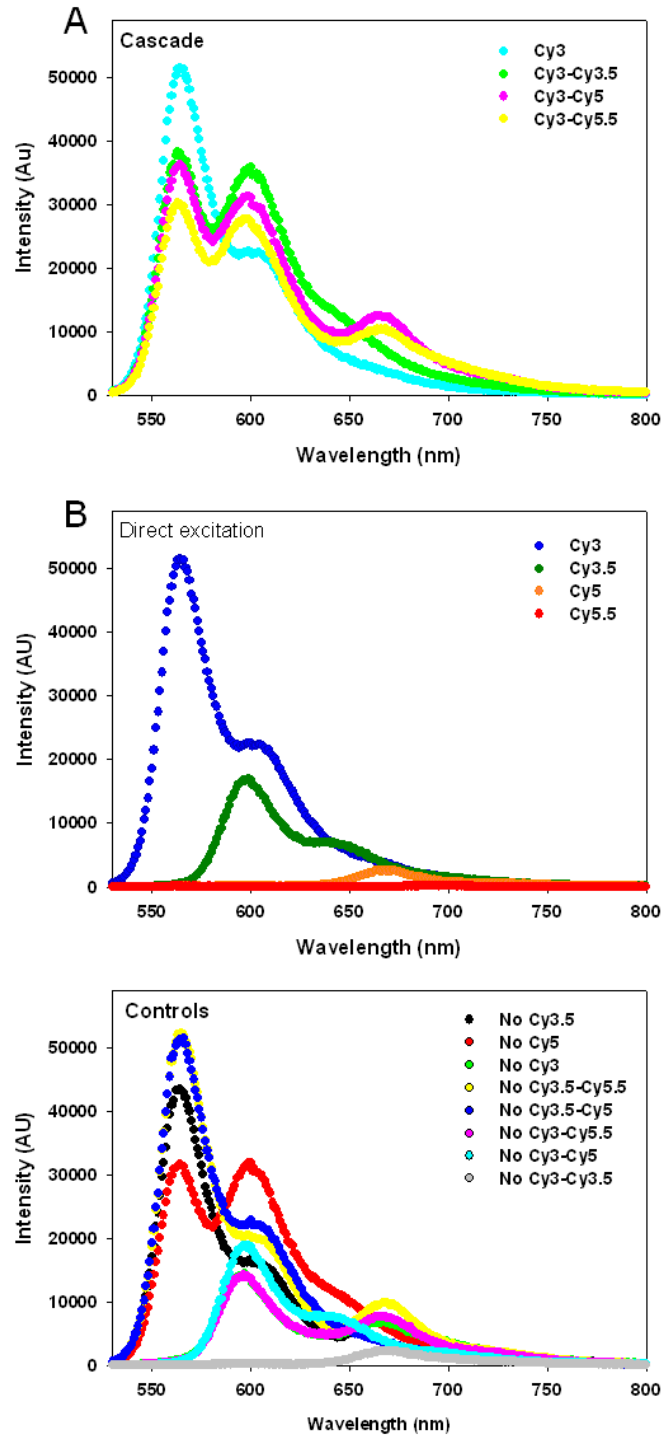 A
Cascade
Cy3
Cy3-Cy3.5
Cy3-Cy5
Cy3-Cy5.5
50000
40000
30000
20000
10000
0
Intensity (Au)
550 600 650 700 750 800
Wavelength (nm)
B
Direct excitation
Cy3
Cy3.5
Cy5
Cy5.5
50000
40000
30000
20000
10000
0
Intensity (AU)
550 600 650 700 750 800
Wavelength (nm)
Controls
No Cy3.5
No Cy5
No Cy3
No Cy3.5-Cy5.5
No Cy3.5-Cy5
No Cy3-Cy5.5
No Cy3-Cy5
No Cy3-Cy3.5
50000
40000
30000
20000
10000
0
Intensity (AU)
550 600 650 700 750 800
Wavelength (nm)